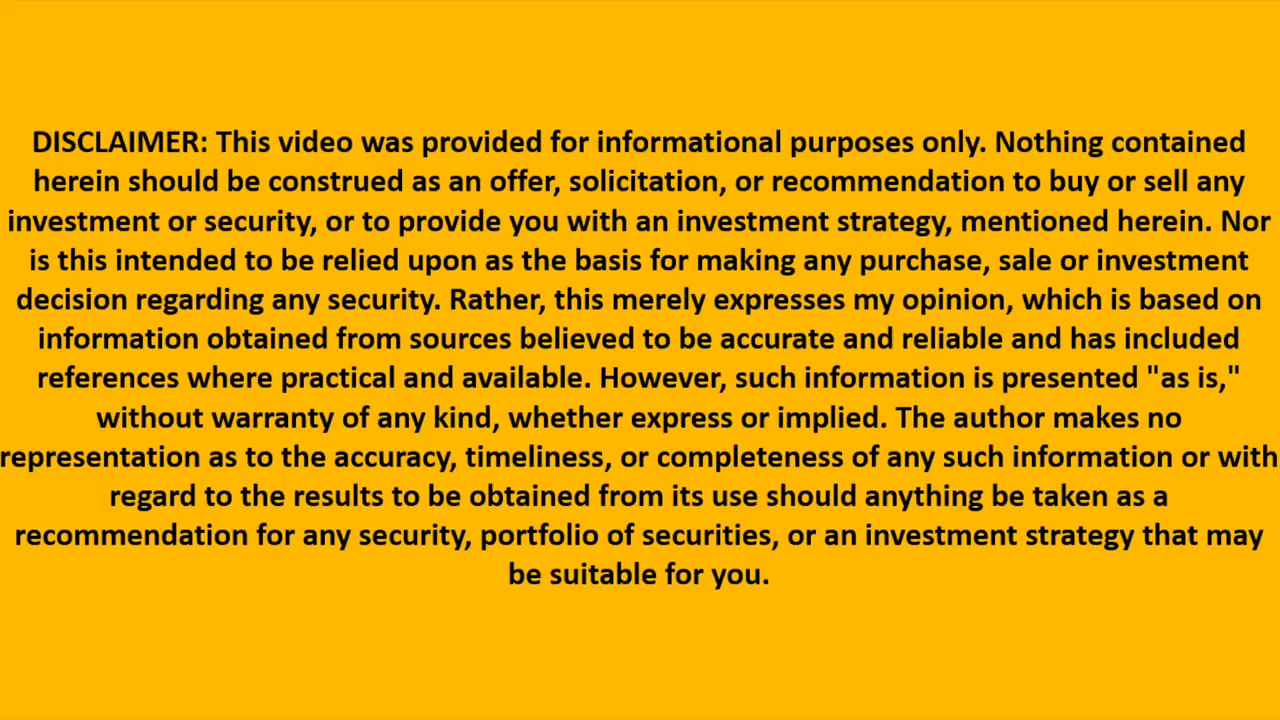 DISCLAIMER: This video was provided for informational purposes only. Nothing contained
herein should be construed as an offer, solicitation, or recommendation to buy or sell any
investment or security, or to provide you with an investment strategy, mentioned herein. Nor
is this intended to be relied upon as the basis for making any purchase, sale or investment
decision regarding any security. Rather, this merely expresses my opinion, which is based on
information obtained from sources believed to be accurate and reliable and has included
references where practical and available. However, such information is presented "as is,"
without warranty of any kind, whether express or implied. The author makes no
representation as to the accuracy, timeliness, or completeness of any such information or with
regard to the results to be obtained from its use should anything be taken as a
recommendation for any security, portfolio of securities, or an investment strategy that may
be suitable for you.